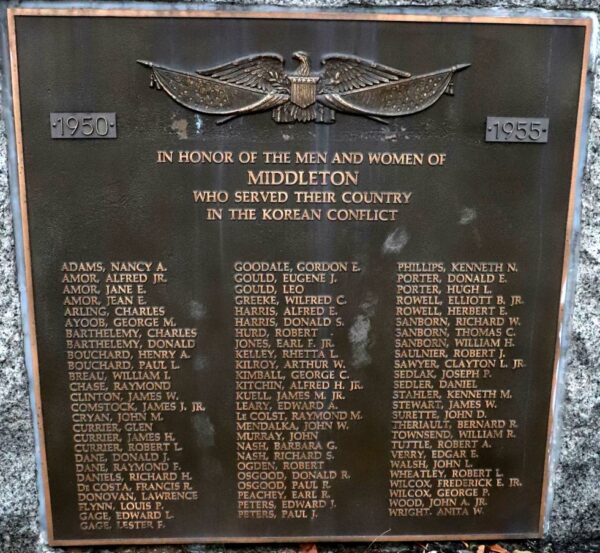 1950
1955
IN HONOR OF THE MEN AND WOMEN OF
MIDDLETON
WHO SERVED THEIR COUNTRY
IN THE KOREAN CONFLICT
ADAMS, NANCY A.
AMOR, ALFRED JR.
AMOR, JANE E.
AMOR, JEAN E.
ARLING, CHARLES
AYOOB, GEORGE M.
BARTHELEMY, CHARLES
BARTHELEMY, DONALD
BOUCHARD, HENRY A.
BOUCHARD, PAUL L.
BREAU, WILLIAM I.
CHASE, RAYMOND
CLINTON, JAMES W.
COMSTOCK, JAMES J. JR.
CRYAN, JOHN M.
CURRIER, GLEN
CURRIER, JAMES H.
CURRIER, ROBERT L.
DANE, DONALD J.
DANE, RAYMOND F.
DANIELS, RICHARD H.
DE COSTA, FRANCIS R.
DONOVAN, LAWRENCE
FLYNN, LOUIS P.
GAGE, EDWARD L.
GAGE, LESTER F.
GOODALE, GORDON E.
GOULD, EUGENE J.
GOULD, LEO
GREEKE, WILFRED C.
HARRIS, ALFRED E.
HARRIS, DONALD S.
HURD, ROBERT
JONES, EARL F. JR.
KELLEY, RHETTA L.
KILROY, ARTHUR W.
KIMBALL, GEORGE C.
KITCHIN, ALFRED H. JR.
KUELL, JAMES M. JR.
LEARY, EDWARD A.
LE COLST, RAYMOND M.
MENDALKA, JOHN W.
MURRAY, JOHN
NASH, BARBARA G.
NASH, RICHARD S.
OGDEN, ROBERT
OSGOOD, DONALD R.
OSGOOD, PAUL R.
PEACHEY, EARL R.
PETERS, EDWARD J.
PETERS, PAUL J.
PHILLIPS, KENNETH N.
PORTER, DONALD E.
PORTER, HUGH L.
ROWELL, ELLIOTT B. JR.
ROWELL, HERBERT E.
SANBORN, RICHARD W.
SANBORN, THOMAS C.
SANBORN, WILLIAM H.
SAULNIER, ROBERT J.
SAWYER, CLAYTON L. JR.
SEDLAK, JOSEPH P.
SEDLER, DANIEL
STAHLER, KENNETH M.
STEWART, JAMES W.
SURETTE, JOHN D.
THERIAULT, BERNARD R.
TOWNSEND, WILLIAM R.
TUTTLE, ROBERT A.
VERRY, EDGAR E.
WALSH, JOHN L.
WHEATLEY, ROBERT L.
WILCOX, FREDERICK E. JR.
WILCOX, GEORGE P.
WOOD, JOHN A. JR.
WRIGHT, ANITA W.